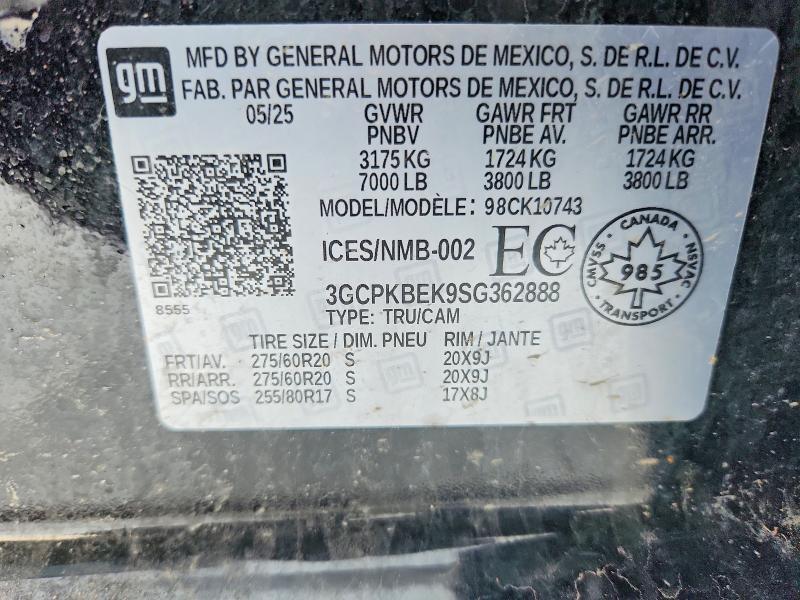 gm
MFD BY GENERAL MOTORS DE MEXICO, S. DE R.L. DE C.V.
FAB. PAR GENERAL MOTORS DE MEXICO, S. DE R.L. DE C.V.
05/25 GVWR GAWR FRT GAWR RR
PNBV PNBE AV. PNBE ARR.
3175 KG 1724 KG 1724 KG
7000 LB 3800 LB 3800 LB
MODEL/MODÈLE: 98CK10743
ICES/NMB-002 EC
CANADA
CMVSS 985 NSVAC
TRANSPORT
3GCPKBEK9SG362888
8555
TYPE: TRU/CAM
TIRE SIZE / DIM. PNEU RIM / JANTE
FRT/AV. 275/60R20 S 20X9J
RR/ARR. 275/60R20 S 20X9J
SPA/SOS 255/80R17 S 17X8J